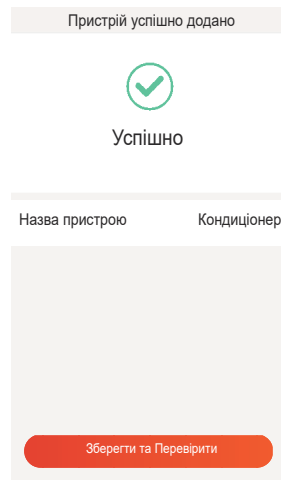 Пристрій успішно додано
Успішно
Назва пристрою Кондиціонер
Зберегти та Перевірити